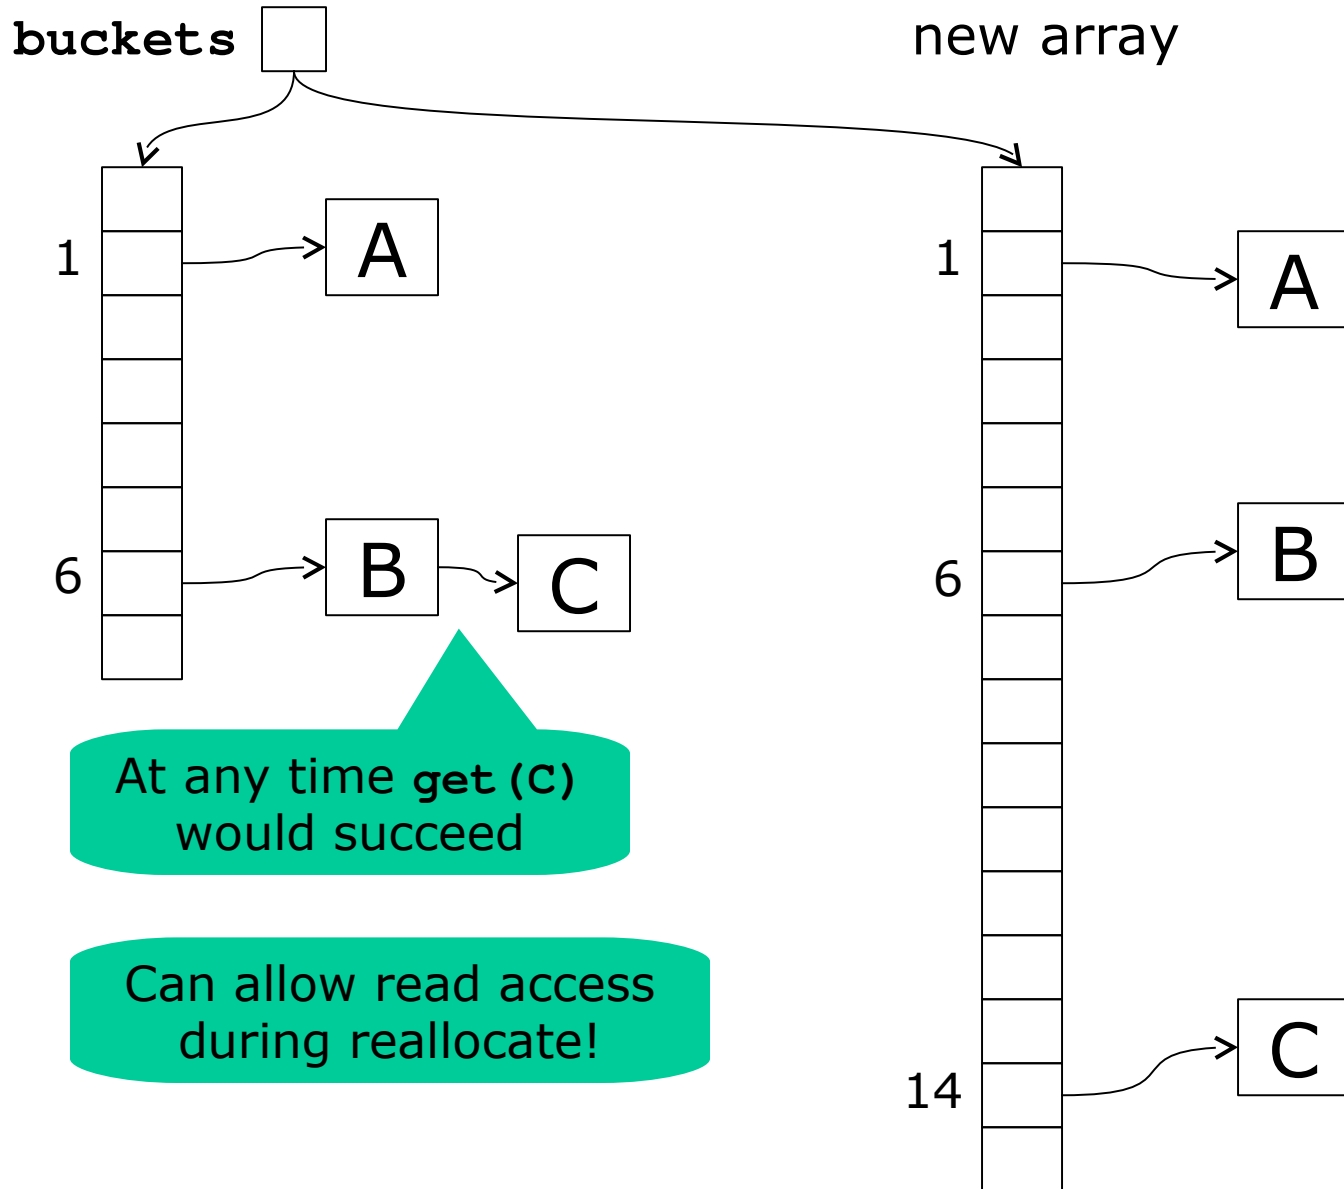 buckets
new array
1
A
1
A
6
B
C
6
B
At any time get(C)
would succeed
Can allow read access
during reallocate!
14
C